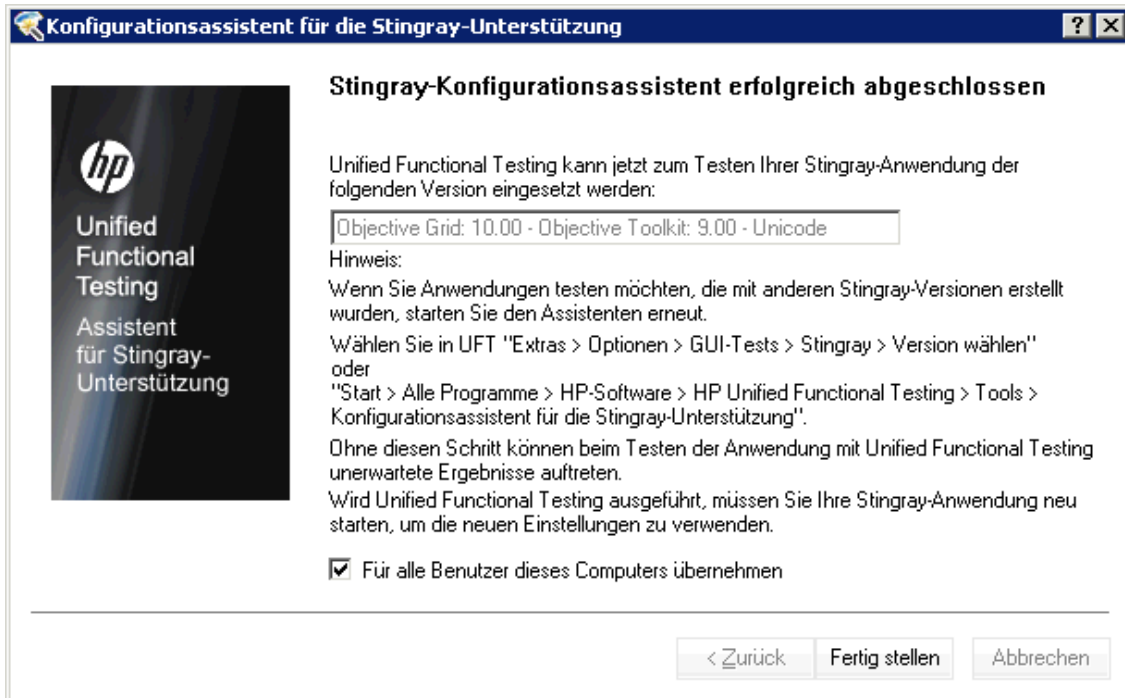 Konfigurationsassistent für die Stingray-Unterstützung
Stingray-Konfigurationsassistent erfolgreich abgeschlossen
hp
Unified
Functional
Testing
Assistent
für Stingray-
Unterstützung
Unified Functional Testing kann jetzt zum Testen Ihrer Stingray-Anwendung der
folgenden Version eingesetzt werden:
Objective Grid: 10.00 - Objective Toolkit: 9.00 - Unicode
Hinweis:
Wenn Sie Anwendungen testen möchten, die mit anderen Stingray-Versionen erstellt
wurden, starten Sie den Assistenten erneut.
Wählen Sie in UFT "Extras > Optionen > GUI-Tests > Stingray > Version wählen"
oder
"Start > Alle Programme > HP-Software > HP Unified Functional Testing > Tools >
Konfigurationsassistent für die Stingray-Unterstützung".
Ohne diesen Schritt können beim Testen der Anwendung mit Unified Functional Testing
unerwartete Ergebnisse auftreten.
Wird Unified Functional Testing ausgeführt, müssen Sie Ihre Stingray-Anwendung neu
starten, um die neuen Einstellungen zu verwenden.
Für alle Benutzer dieses Computers übernehmen
< Zurück Fertig stellen Abbrechen